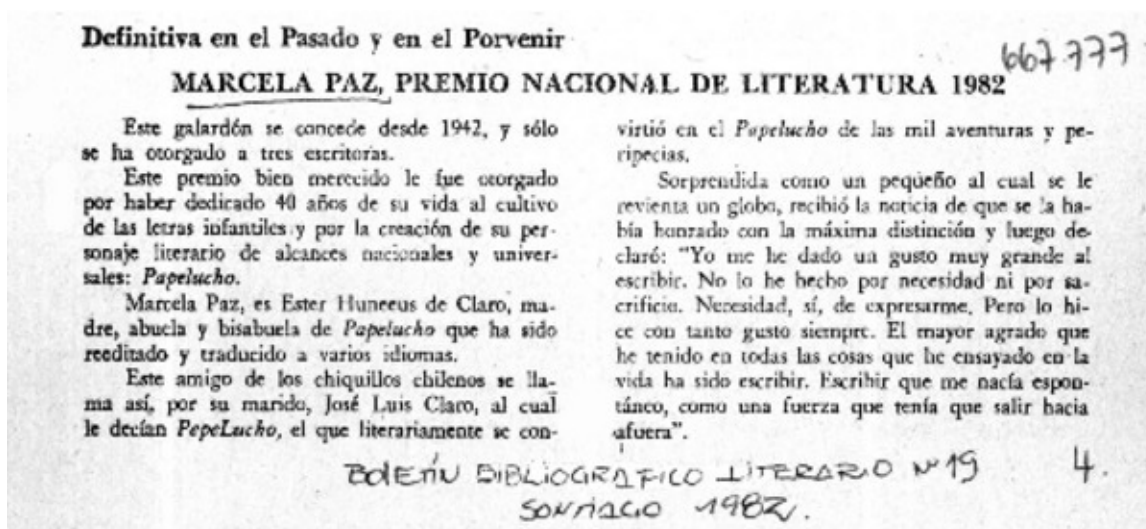 Definitiva en el Pasado y en el Porvenir
667.777
MARCELA PAZ, PREMIO NACIONAL DE LITERATURA 1982
Este galardón se concede desde 1942, y sólo
se ha otorgado a tres escritoras.
Este premio bien merecido le fue otorgado
por haber dedicado 40 años de su vida al cultivo
de las letras infantiles y por la creación de su per-
sonaje literario de alcances nacionales y univer-
sales: Papelucho.
Marcela Paz, es Ester Huneeus de Claro, ma-
dre, abuela y bisabuela de Papelucho que ha sido
reeditado y traducido a varios idiomas.
Este amigo de los chiquillos chilenos se lla-
ma así, por su marido, José Luis Claro, al cual
le decían PepeLucho, el que literariamente se con-
virtió en el Papelucho de las mil aventuras y pe-
ripecias.
Sorprendida como un pequeño al cual se le
revienta un globo, recibió la noticia de que se la ha-
bía honrado con la máxima distinción y luego de-
claró: "Yo me he dado un gusto muy grande al
escribir. No lo he hecho por necesidad ni por sa-
crificio. Necesidad, sí, de expresarme. Pero lo hi-
ce con tanto gusto siempre. El mayor agrado que
he tenido en todas las cosas que he ensayado en la
vida ha sido escribir. Escribir que me nacía espon-
táneo, como una fuerza que tenía que salir hacia
afuera".
BOLETÍN BIBLIOGRAFICO LITERARIO Nº 19
4.
SANTIAGO 1982.